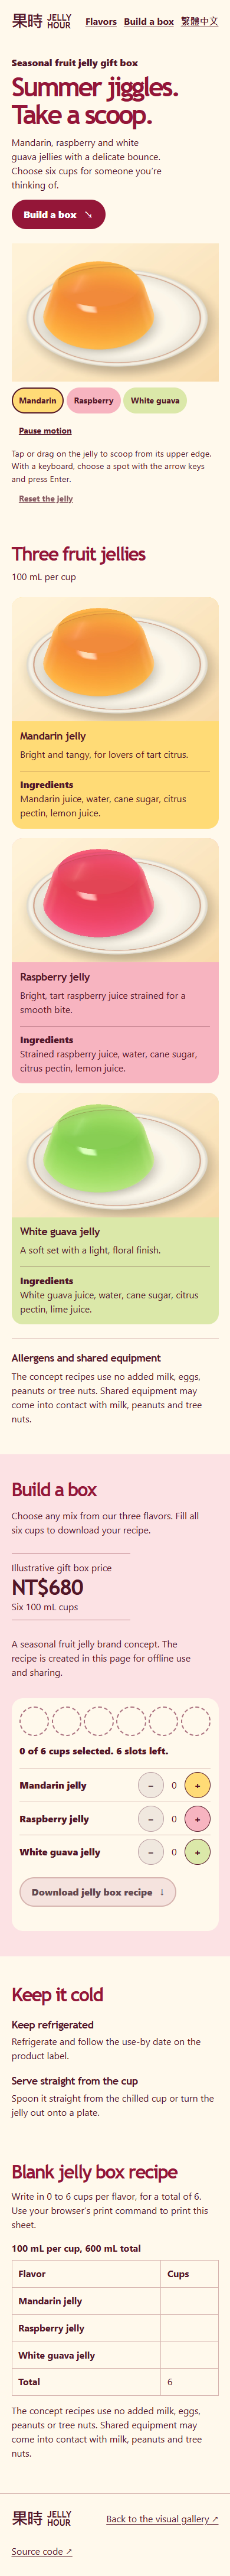 果時 JELLY HOUR
Flavors Build a box 繁體中文
Seasonal fruit jelly gift box
Summer jiggles.
Take a scoop.
Mandarin, raspberry and white
guava jellies with a delicate bounce.
Choose six cups for someone you're
thinking of.
Build a box ↘
Mandarin Raspberry White guava
Pause motion
Tap or drag on the jelly to scoop from its upper edge.
With a keyboard, choose a spot with the arrow keys
and press Enter.
Reset the jelly
Three fruit jellies
100 mL per cup
Mandarin jelly
Bright and tangy, for lovers of tart citrus.
Ingredients
Mandarin juice, water, cane sugar, citrus
pectin, lemon juice.
Raspberry jelly
Bright, tart raspberry juice strained for a
smooth bite.
Ingredients
Strained raspberry juice, water, cane sugar,
citrus pectin, lemon juice.
White guava jelly
A soft set with a light, floral finish.
Ingredients
White guava juice, water, cane sugar, citrus
pectin, lime juice.
Allergens and shared equipment
The concept recipes use no added milk, eggs,
peanuts or tree nuts. Shared equipment may
come into contact with milk, peanuts and tree
nuts.
Build a box
Choose any mix from our three flavors. Fill all
six cups to download your recipe.
Illustrative gift box price
NT$680
Six 100 mL cups
A seasonal fruit jelly brand concept. The
recipe is created in this page for offline use
and sharing.
0 of 6 cups selected. 6 slots left.
Mandarin jelly − 0 +
Raspberry jelly − 0 +
White guava jelly − 0 +
Download jelly box recipe ↓
Keep it cold
Keep refrigerated
Refrigerate and follow the use-by date on the
product label.
Serve straight from the cup
Spoon it straight from the chilled cup or turn the
jelly out onto a plate.
Blank jelly box recipe
Write in 0 to 6 cups per flavor, for a total of 6.
Use your browser's print command to print this
sheet.
100 mL per cup, 600 mL total
Flavor Cups
Mandarin jelly
Raspberry jelly
White guava jelly
Total 6
The concept recipes use no added milk, eggs,
peanuts or tree nuts. Shared equipment may
come into contact with milk, peanuts and tree
nuts.
果時 JELLY HOUR
Back to the visual gallery ↗
Source code ↗